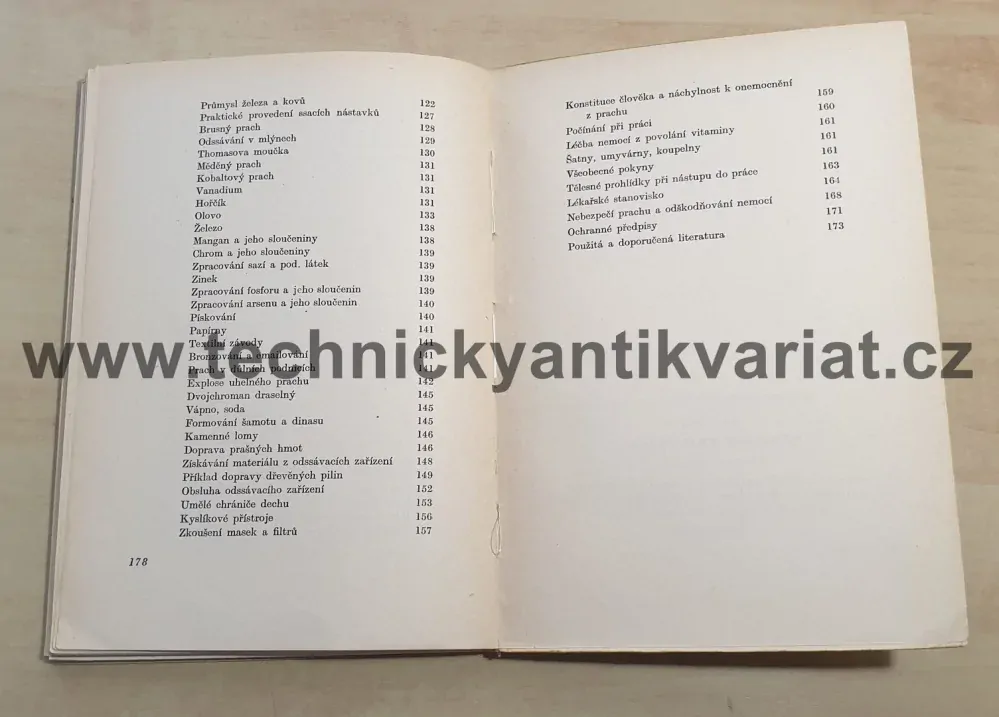 Průmysl železa a kovů 122
Praktické provedení ssacích nástavků 127
Brusný prach 128
Odssávání v mlýnech 129
Thomasova moučka 130
Měděný prach 131
Kobaltový prach 131
Vanadium 131
Hořčík 131
Olovo 133
Železo 138
Mangan a jeho sloučeniny 138
Chrom a jeho sloučeniny 139
Zpracování sazí a pod. látek 139
Zinek 139
Zpracování fosforu a jeho sloučenin 139
Zpracování arsenu a jeho sloučenin 140
Pískování 140
Papírny 141
Textilní závody 141
Bronzování a emailování 141
Prach v důlních podnicích 141
Explose uhelného prachu 142
Dvojchroman draselný 145
Vápno, soda 145
Formování šamotu a dinasu 145
Kamenné lomy 146
Doprava prašných hmot 146
Získávání materiálu z odssávacích zařízení 148
Příklad dopravy dřevěných pilin 149
Obsluha odssávacího zařízení 152
Umělé chrániče dechu 153
Kyslíkové přístroje 156
Zkoušení masek a filtrů 157
178
Konstituce člověka a náchylnost k onemocnění
z prachu 159
Počínání při práci 160
Léčba nemocí z povolání vitaminy 161
Šatny, umyvárny, koupelny 161
Všeobecné pokyny 161
Tělesné prohlídky při nástupu do práce 163
Lékařské stanovisko 164
Nebezpečí prachu a odškodňování nemocí 168
Ochranné předpisy 171
Použitá a doporučená literatura 173
www.technickyantikvariat.cz